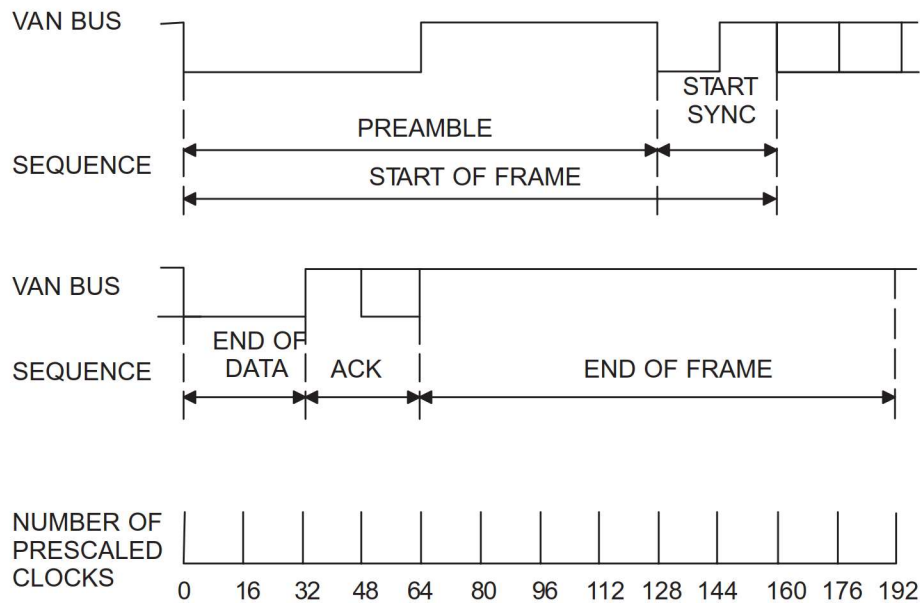 VAN BUS
START
SYNC
PREAMBLE
SEQUENCE
START OF FRAME
VAN BUS
END OF
DATA
ACK
END OF FRAME
SEQUENCE
NUMBER OF
PRESCALED
CLOCKS
0 16 32 48 64 80 96 112 128 144 160 176 192